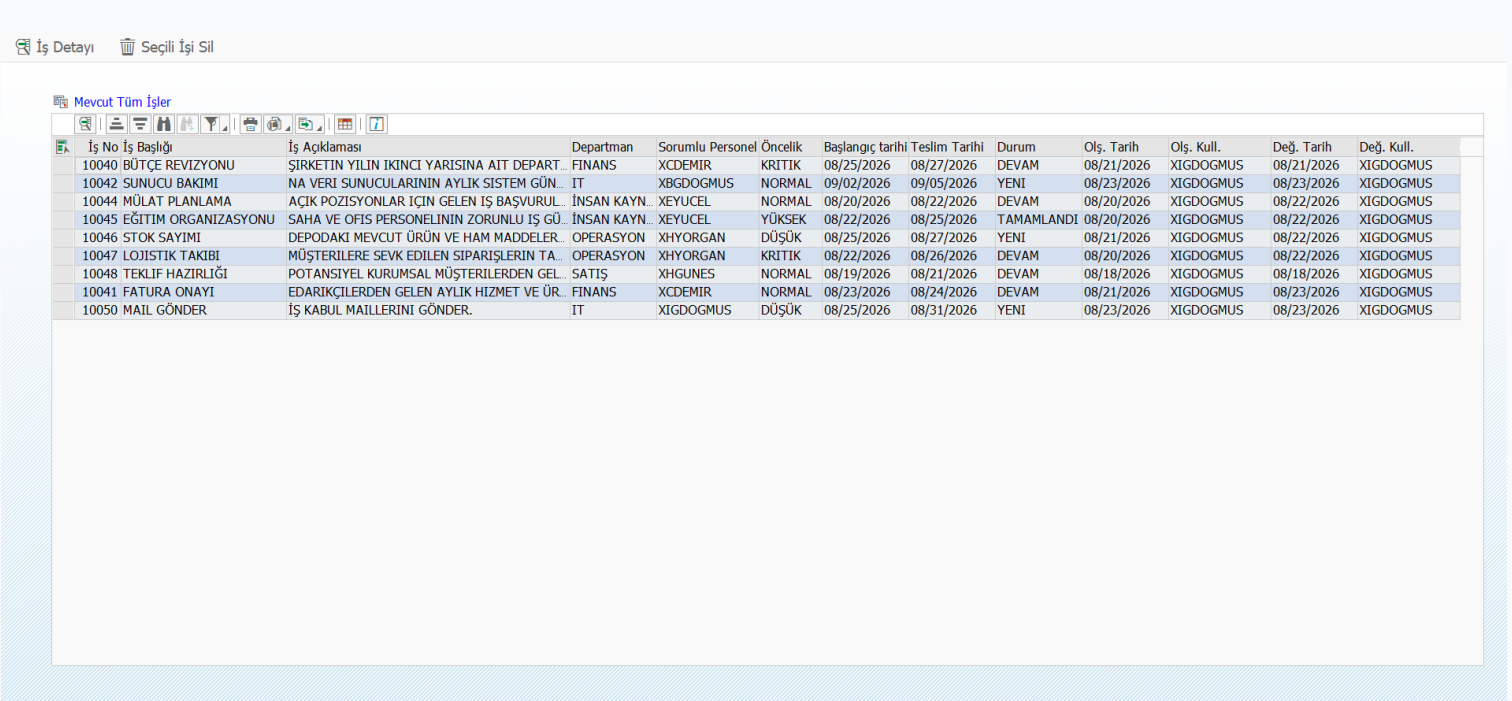 İş Detayı Seçili İşi Sil
Mevcut Tüm İşler
İş No İş Başlığı İş Açıklaması Departman Sorumlu Personel Öncelik Başlangıç tarihi Teslim Tarihi Durum Olş. Tarih Olş. Kull. Değ. Tarih Değ. Kull.
10040 BÜTÇE REVIZYONU ŞIRKETIN YILIN IKINCI YARISINA AIT DEPART... FINANS XCDEMIR KRITIK 08/25/2026 08/27/2026 DEVAM 08/21/2026 XIGDOGMUS 08/21/2026 XIGDOGMUS
10042 SUNUCU BAKIMI NA VERI SUNUCULARININ AYLIK SISTEM GÜN... IT XBGDOGMUS NORMAL 09/02/2026 09/05/2026 YENI 08/23/2026 XIGDOGMUS 08/23/2026 XIGDOGMUS
10044 MÜLAT PLANLAMA AÇIK POZISYONLAR IÇIN GELEN IŞ BAŞVURUL... İNSAN KAYN... XEYUCEL NORMAL 08/20/2026 08/22/2026 DEVAM 08/20/2026 XIGDOGMUS 08/22/2026 XIGDOGMUS
10045 EĞITIM ORGANIZASYONU SAHA VE OFIS PERSONELININ ZORUNLU IŞ GÜ... İNSAN KAYN... XEYUCEL YÜKSEK 08/22/2026 08/25/2026 TAMAMLANDI 08/20/2026 XIGDOGMUS 08/22/2026 XIGDOGMUS
10046 STOK SAYIMI DEPODAKI MEVCUT ÜRÜN VE HAM MADDELER... OPERASYON XHYORGAN DÜŞÜK 08/25/2026 08/27/2026 YENI 08/21/2026 XIGDOGMUS 08/22/2026 XIGDOGMUS
10047 LOJISTIK TAKIBI MÜŞTERILERE SEVK EDILEN SIPARIŞLERIN TA... OPERASYON XHYORGAN KRITIK 08/22/2026 08/26/2026 DEVAM 08/20/2026 XIGDOGMUS 08/22/2026 XIGDOGMUS
10048 TEKLIF HAZIRLIĞI POTANSIYEL KURUMSAL MÜŞTERILERDEN GEL... SATIŞ XHGUNES NORMAL 08/19/2026 08/21/2026 DEVAM 08/18/2026 XIGDOGMUS 08/18/2026 XIGDOGMUS
10041 FATURA ONAYI EDARIKÇILERDEN GELEN AYLIK HIZMET VE ÜR... FINANS XCDEMIR NORMAL 08/23/2026 08/24/2026 DEVAM 08/21/2026 XIGDOGMUS 08/23/2026 XIGDOGMUS
10050 MAIL GÖNDER İŞ KABUL MAILLERINI GÖNDER. IT XIGDOGMUS DÜŞÜK 08/25/2026 08/31/2026 YENI 08/23/2026 XIGDOGMUS 08/23/2026 XIGDOGMUS